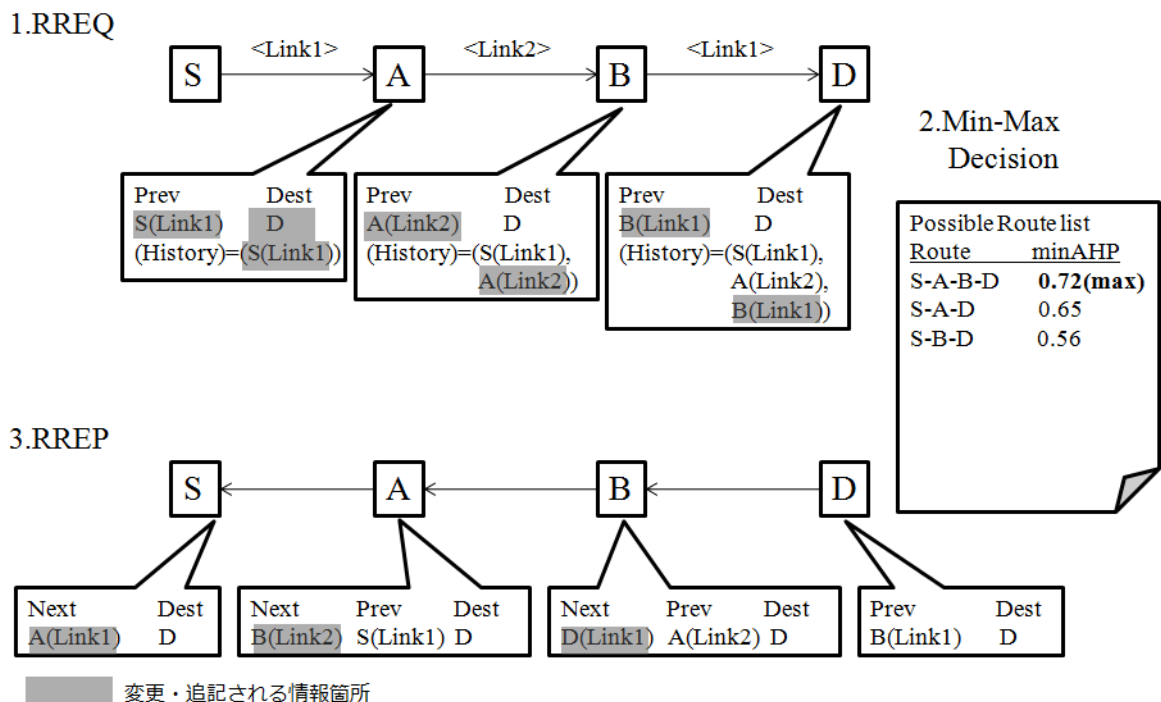 1.RREQ
<Link1> <Link2> <Link1>
S A B D
Prev Dest
S(Link1) D
(History)=(S(Link1))
Prev Dest
A(Link2) D
(History)=(S(Link1),
A(Link2))
Prev Dest
B(Link1) D
(History)=(S(Link1),
A(Link2),
B(Link1))
2.Min-Max
Decision
Possible Route list
Route minAHP
S-A-B-D 0.72(max)
S-A-D 0.65
S-B-D 0.56
3.RREP
S A B D
Next Dest
A(Link1) D
Next Prev Dest
B(Link2) S(Link1) D
Next Prev Dest
D(Link1) A(Link2) D
Prev Dest
B(Link1) D
変更・追記される情報箇所